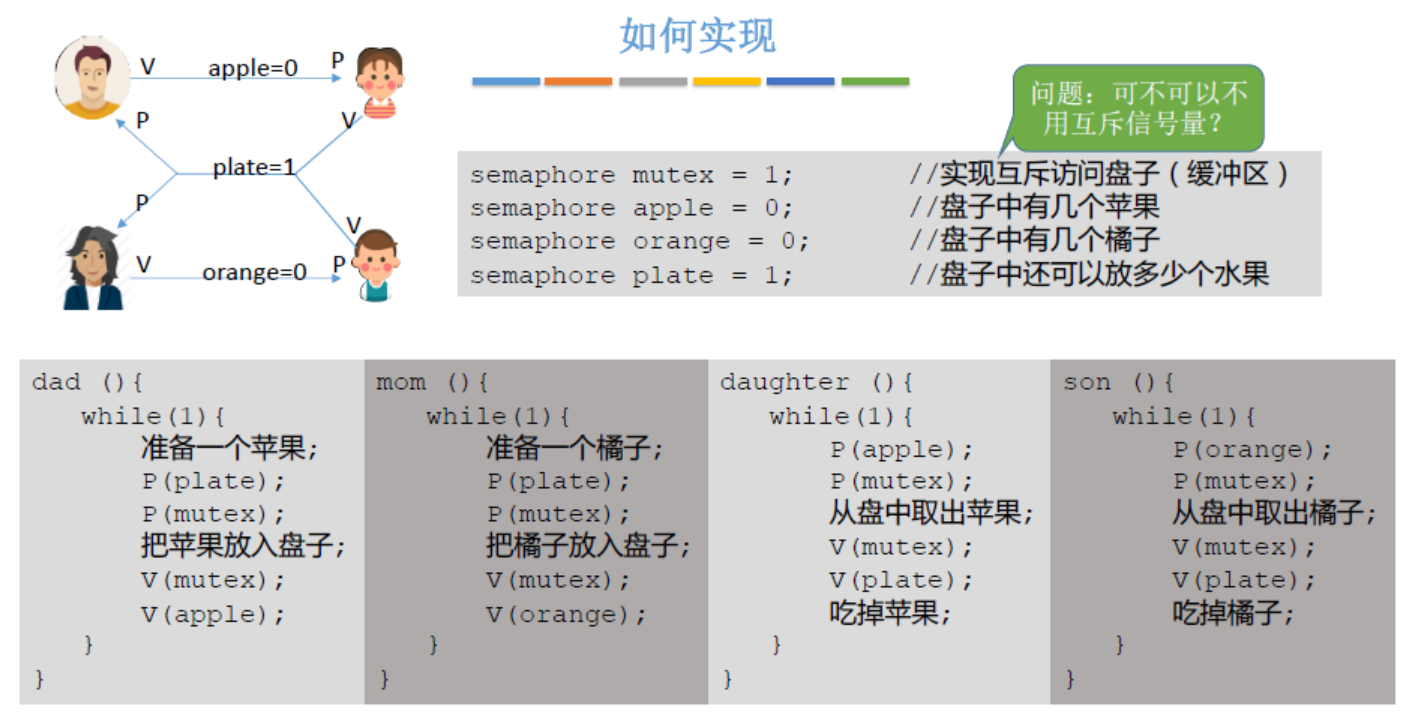 如何实现
V apple=0 P
P V
plate=1
P V
V orange=0 P
问题：可不可以不
用互斥信号量？
semaphore mutex = 1; //实现互斥访问盘子（缓冲区）
semaphore apple = 0; //盘子中有几个苹果
semaphore orange = 0; //盘子中有几个橘子
semaphore plate = 1; //盘子中还可以放多少个水果
dad (){
while(1){
准备一个苹果;
P(plate);
P(mutex);
把苹果放入盘子;
V(mutex);
V(apple);
}
}
mom (){
while(1){
准备一个橘子;
P(plate);
P(mutex);
把橘子放入盘子;
V(mutex);
V(orange);
}
}
daughter (){
while(1){
P(apple);
P(mutex);
从盘中取出苹果;
V(mutex);
V(plate);
吃掉苹果;
}
}
son (){
while(1){
P(orange);
P(mutex);
从盘中取出橘子;
V(mutex);
V(plate);
吃掉橘子;
}
}